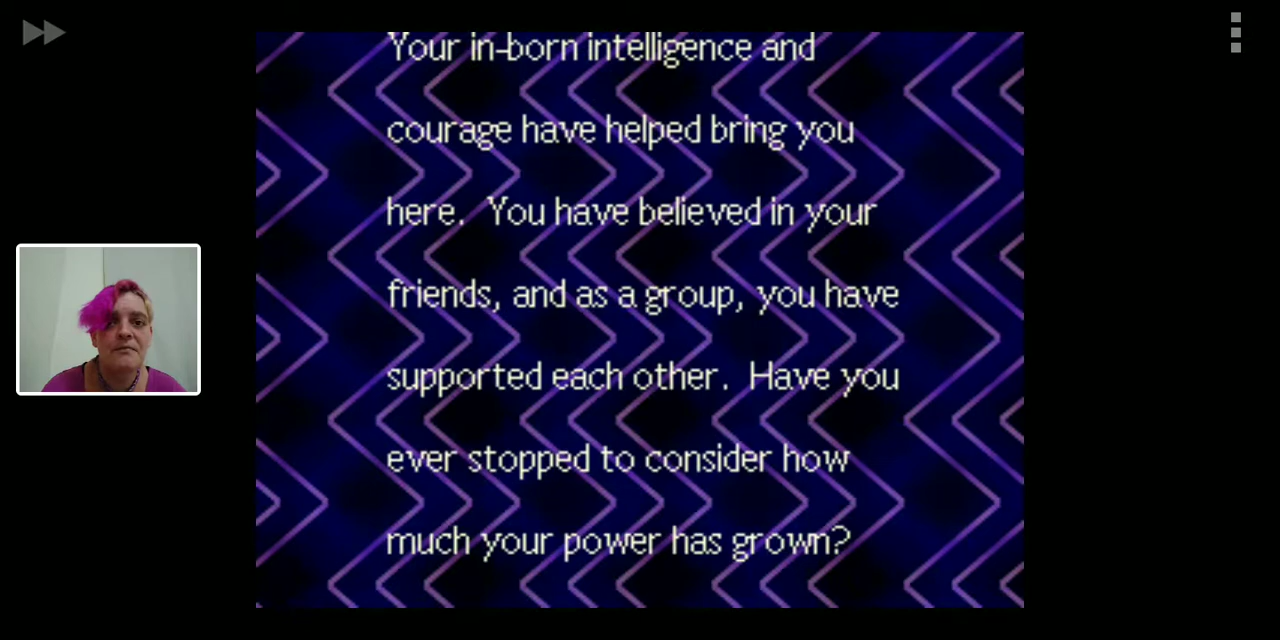 Your in-born intelligence and
courage have helped bring you
here. You have believed in your
friends, and as a group, you have
supported each other. Have you
ever stopped to consider how
much your power has grown?